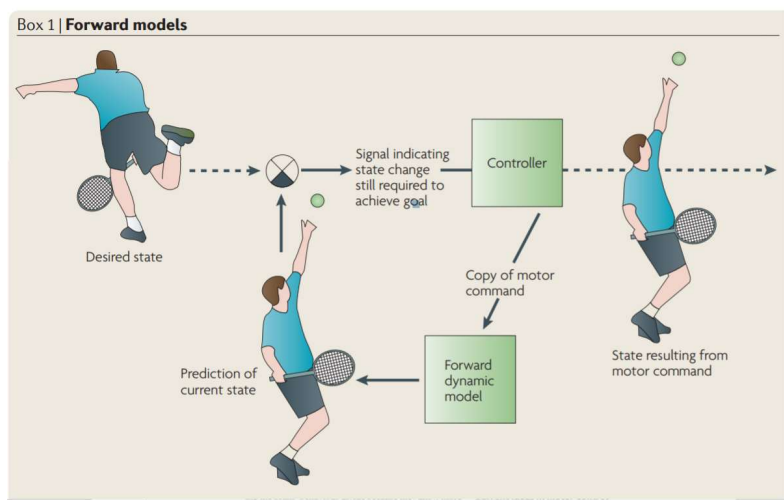 Box 1 | Forward models
Desired state
Signal indicating
state change
still required to
achieve goal
Controller
Copy of motor
command
State resulting from
motor command
Forward
dynamic
model
Prediction of
current state